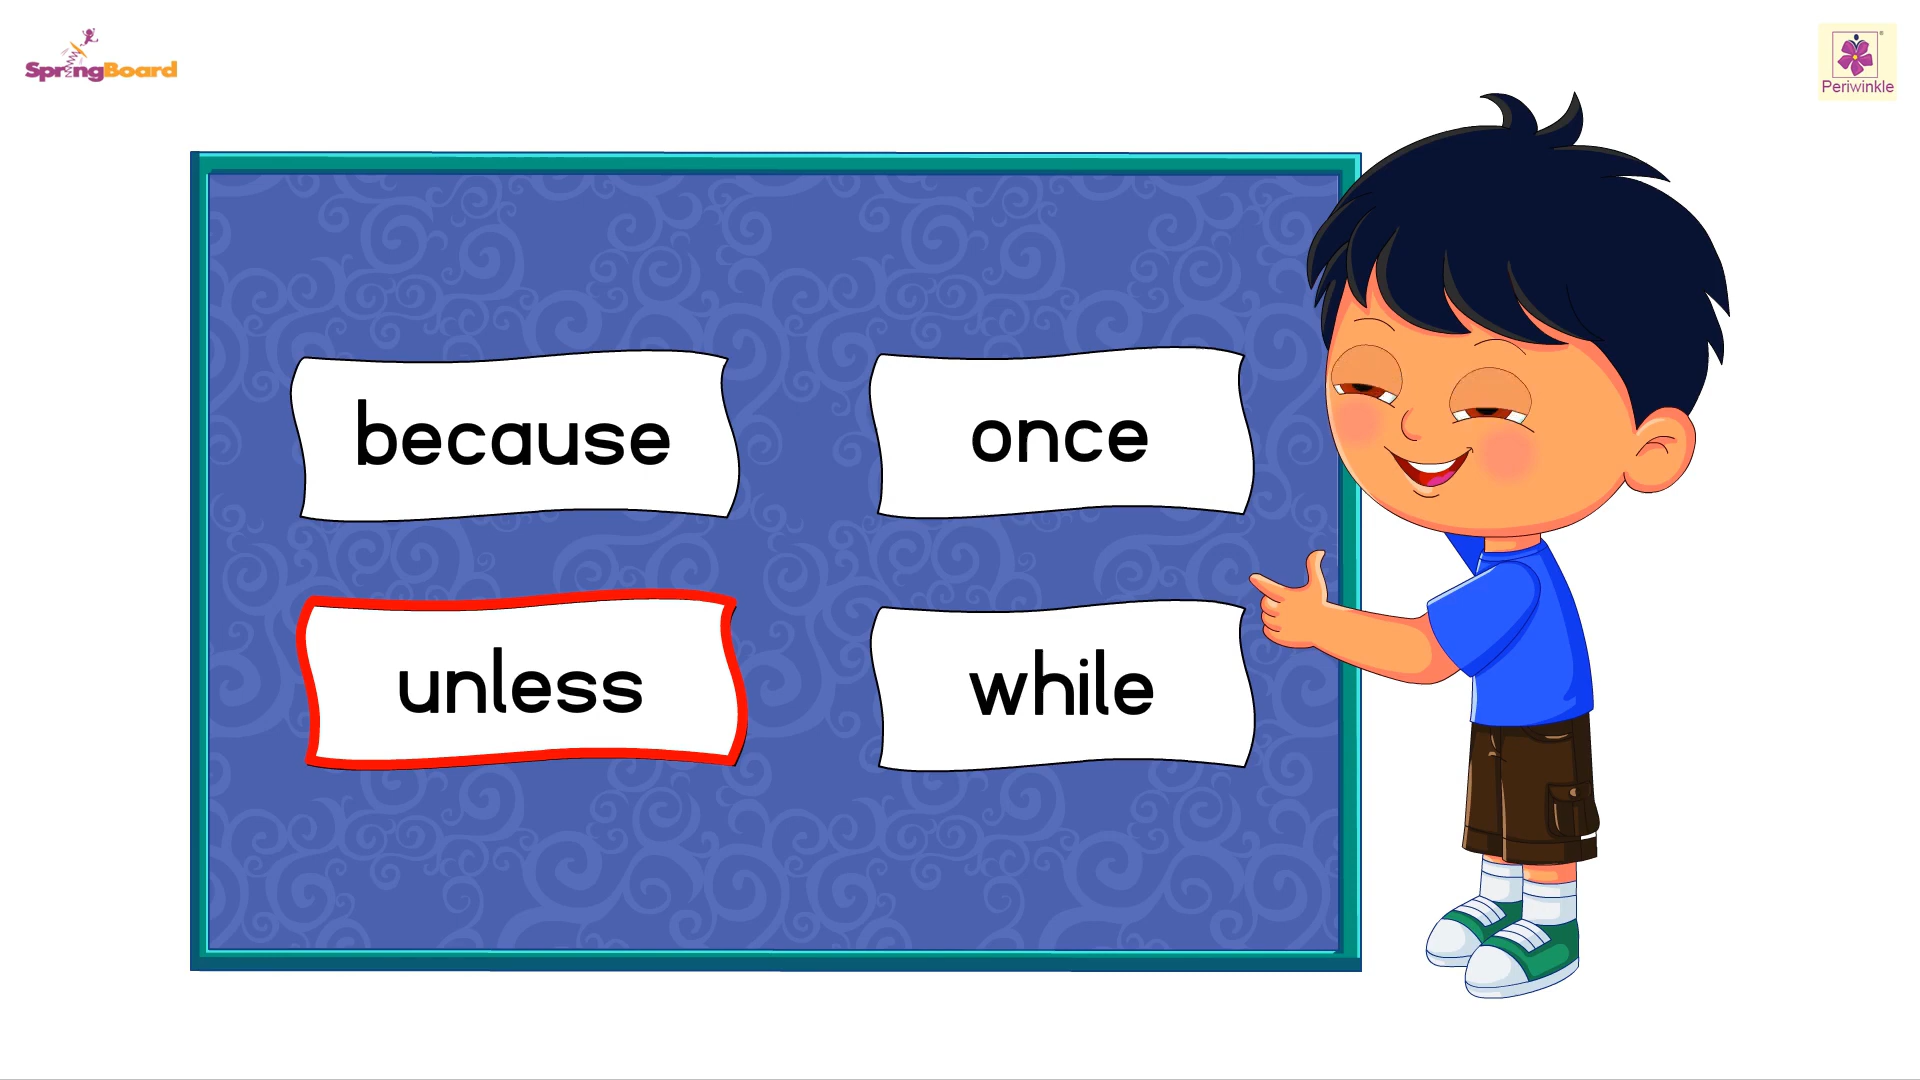 SpringBoard
Periwinkle
because
once
unless
while